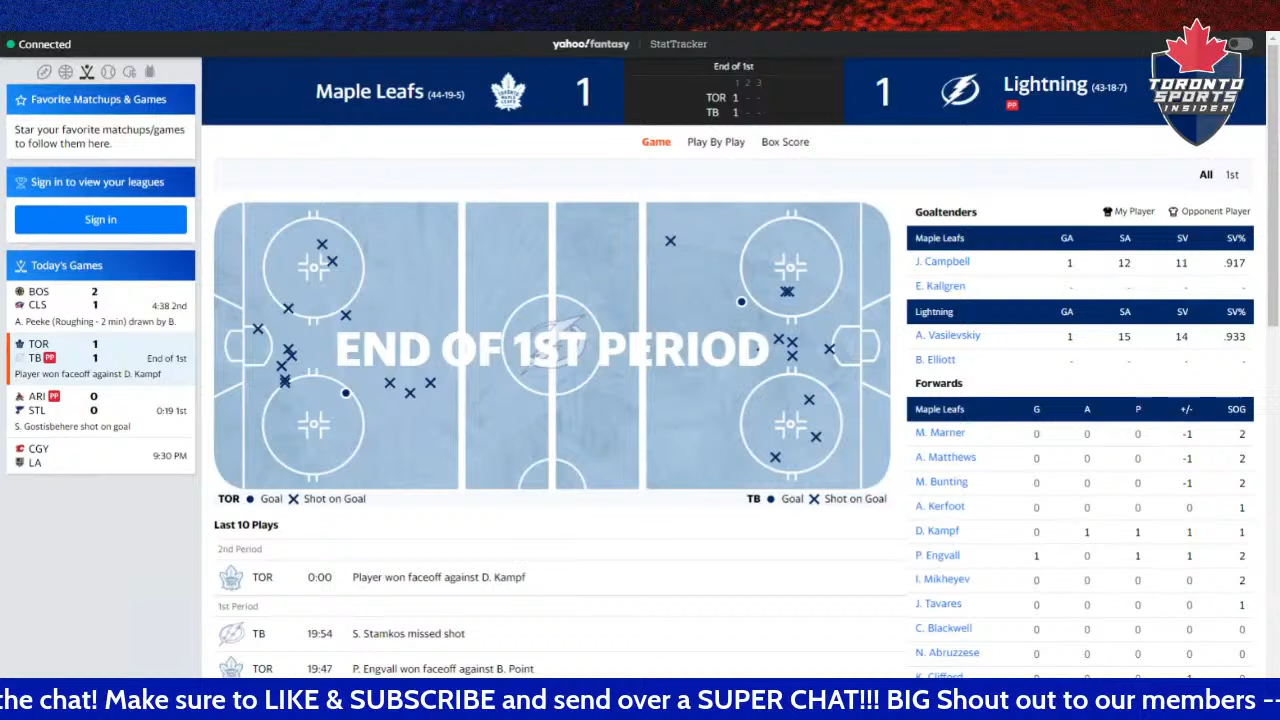 Connected
yahoo!fantasy StatTracker
TORONTO
SPORTS
INSIDER
Favorite Matchups & Games
Star your favorite matchups/games
to follow them here.
Sign in to view your leagues
Sign in
Today's Games
BOS 2
CLS 1 4:38 2nd
A. Peeke (Roughing - 2 min) drawn by B.
TOR 1
TB PP 1 End of 1st
Player won faceoff against D. Kampf
ARI PP 0
STL 0 0:19 1st
S. Gostisbehere shot on goal
CGY
LA 9:30 PM
Maple Leafs (44-19-5) 1
End of 1st
1 2 3
TOR 1 - -
TB 1 - -
1 Lightning (43-18-7)
PP
Game Play By Play Box Score
All 1st
END OF 1ST PERIOD
TOR Goal Shot on Goal
TB Goal Shot on Goal
Last 10 Plays
2nd Period
TOR 0:00 Player won faceoff against D. Kampf
1st Period
TB 19:54 S. Stamkos missed shot
TOR 19:47 P. Engvall won faceoff against B. Point
Goaltenders My Player Opponent Player
Maple Leafs GA SA SV SV%
J. Campbell 1 12 11 .917
E. Kallgren - - - -
Lightning GA SA SV SV%
A. Vasilevskiy 1 15 14 .933
B. Elliott - - - -
Forwards
Maple Leafs G A P +/- SOG
M. Marner 0 0 0 -1 2
A. Matthews 0 0 0 -1 2
M. Bunting 0 0 0 -1 2
A. Kerfoot 0 0 0 0 1
D. Kampf 0 1 1 1 1
P. Engvall 1 0 1 1 2
I. Mikheyev 0 0 0 0 2
J. Tavares 0 0 0 0 1
C. Blackwell 0 0 0 0 0
N. Abruzzese 0 0 0 0 0
the chat! Make sure to LIKE & SUBSCRIBE and send over a SUPER CHAT!!! BIG Shout out to our members --